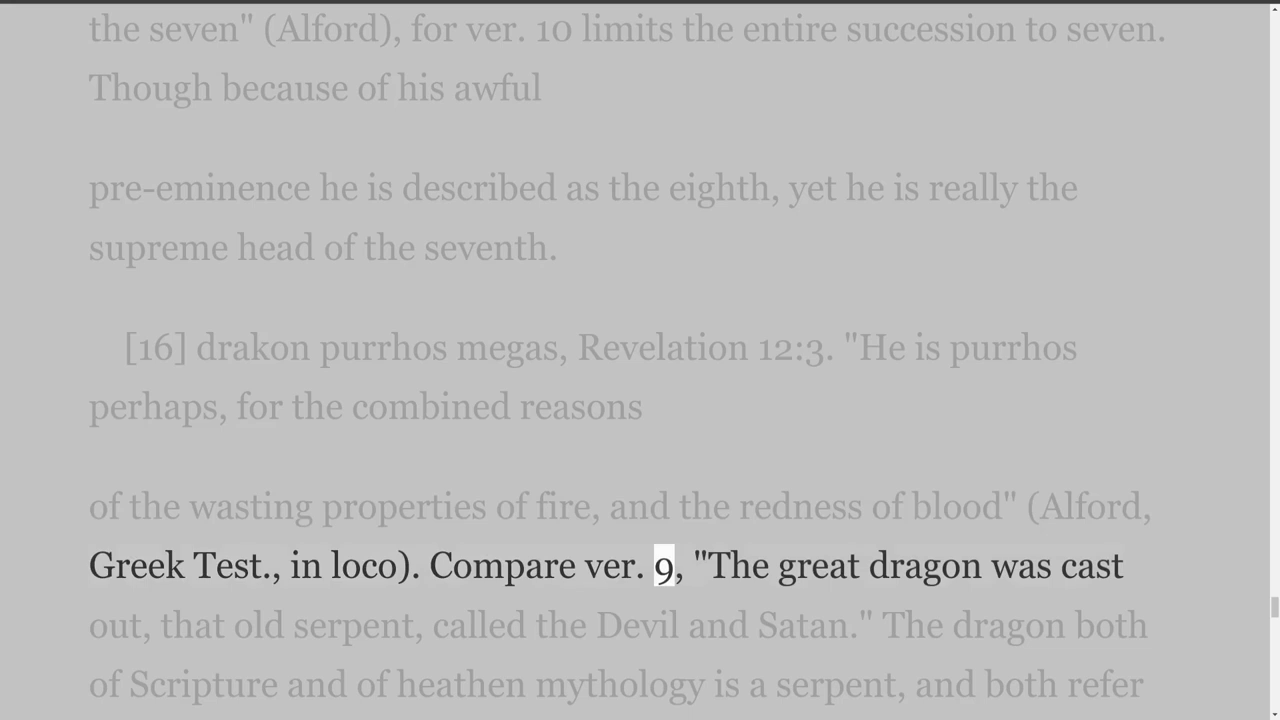 the seven" (Alford), for ver. 10 limits the entire succession to seven.
Though because of his awful
pre-eminence he is described as the eighth, yet he is really the
supreme head of the seventh.
[16] drakon purrhos megas, Revelation 12:3. "He is purrhos
perhaps, for the combined reasons
of the wasting properties of fire, and the redness of blood" (Alford,
Greek Test., in loco). Compare ver. 9, "The great dragon was cast
out, that old serpent, called the Devil and Satan." The dragon both
of Scripture and of heathen mythology is a serpent, and both refer